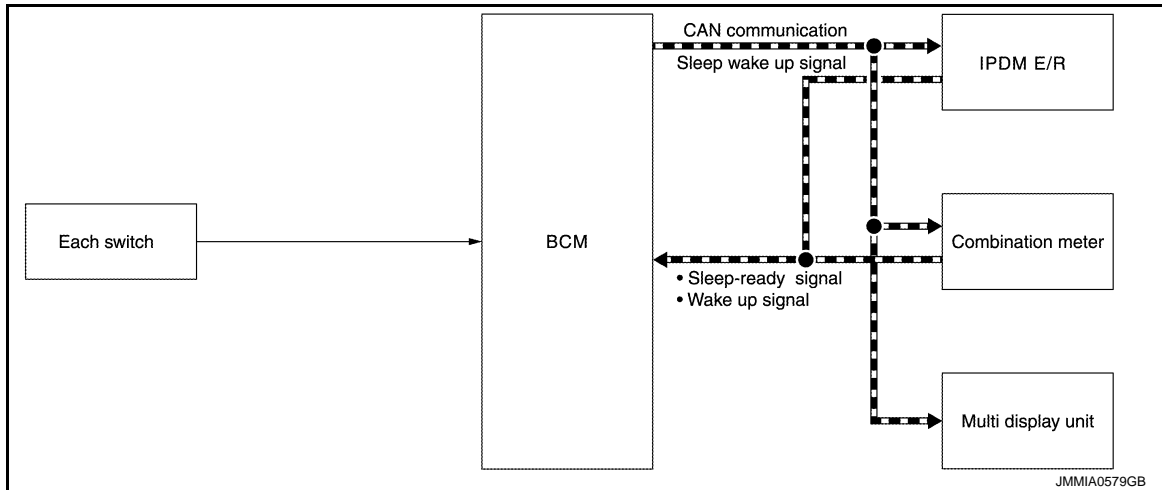 CAN communication
Sleep wake up signal
IPDM E/R
Each switch
BCM
Combination meter
• Sleep-ready signal
• Wake up signal
Multi display unit
JMMIA0579GB